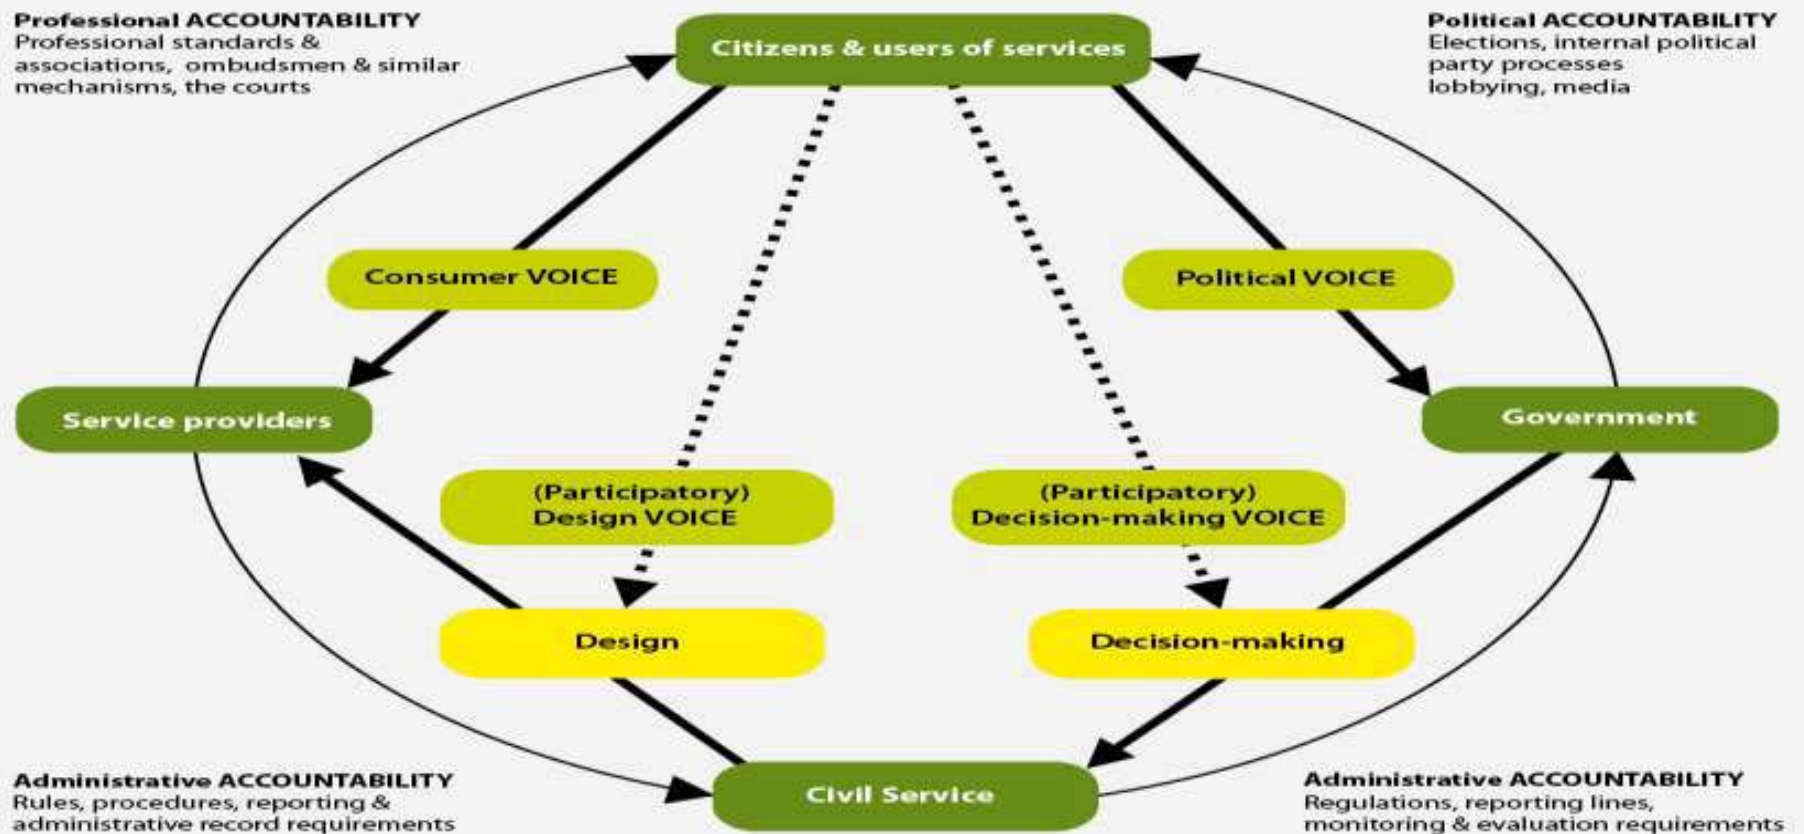 Professional ACCOUNTABILITY
Professional standards &
associations, ombudsmen & similar
mechanisms, the courts
Citizens & users of services
Political ACCOUNTABILITY
Elections, internal political
party processes
lobbying, media
Consumer VOICE
Political VOICE
Service providers
Government
(Participatory)
Design VOICE
(Participatory)
Decision-making VOICE
Design
Decision-making
Administrative ACCOUNTABILITY
Rules, procedures, reporting &
administrative record requirements
Civil Service
Administrative ACCOUNTABILITY
Regulations, reporting lines,
monitoring & evaluation requirements